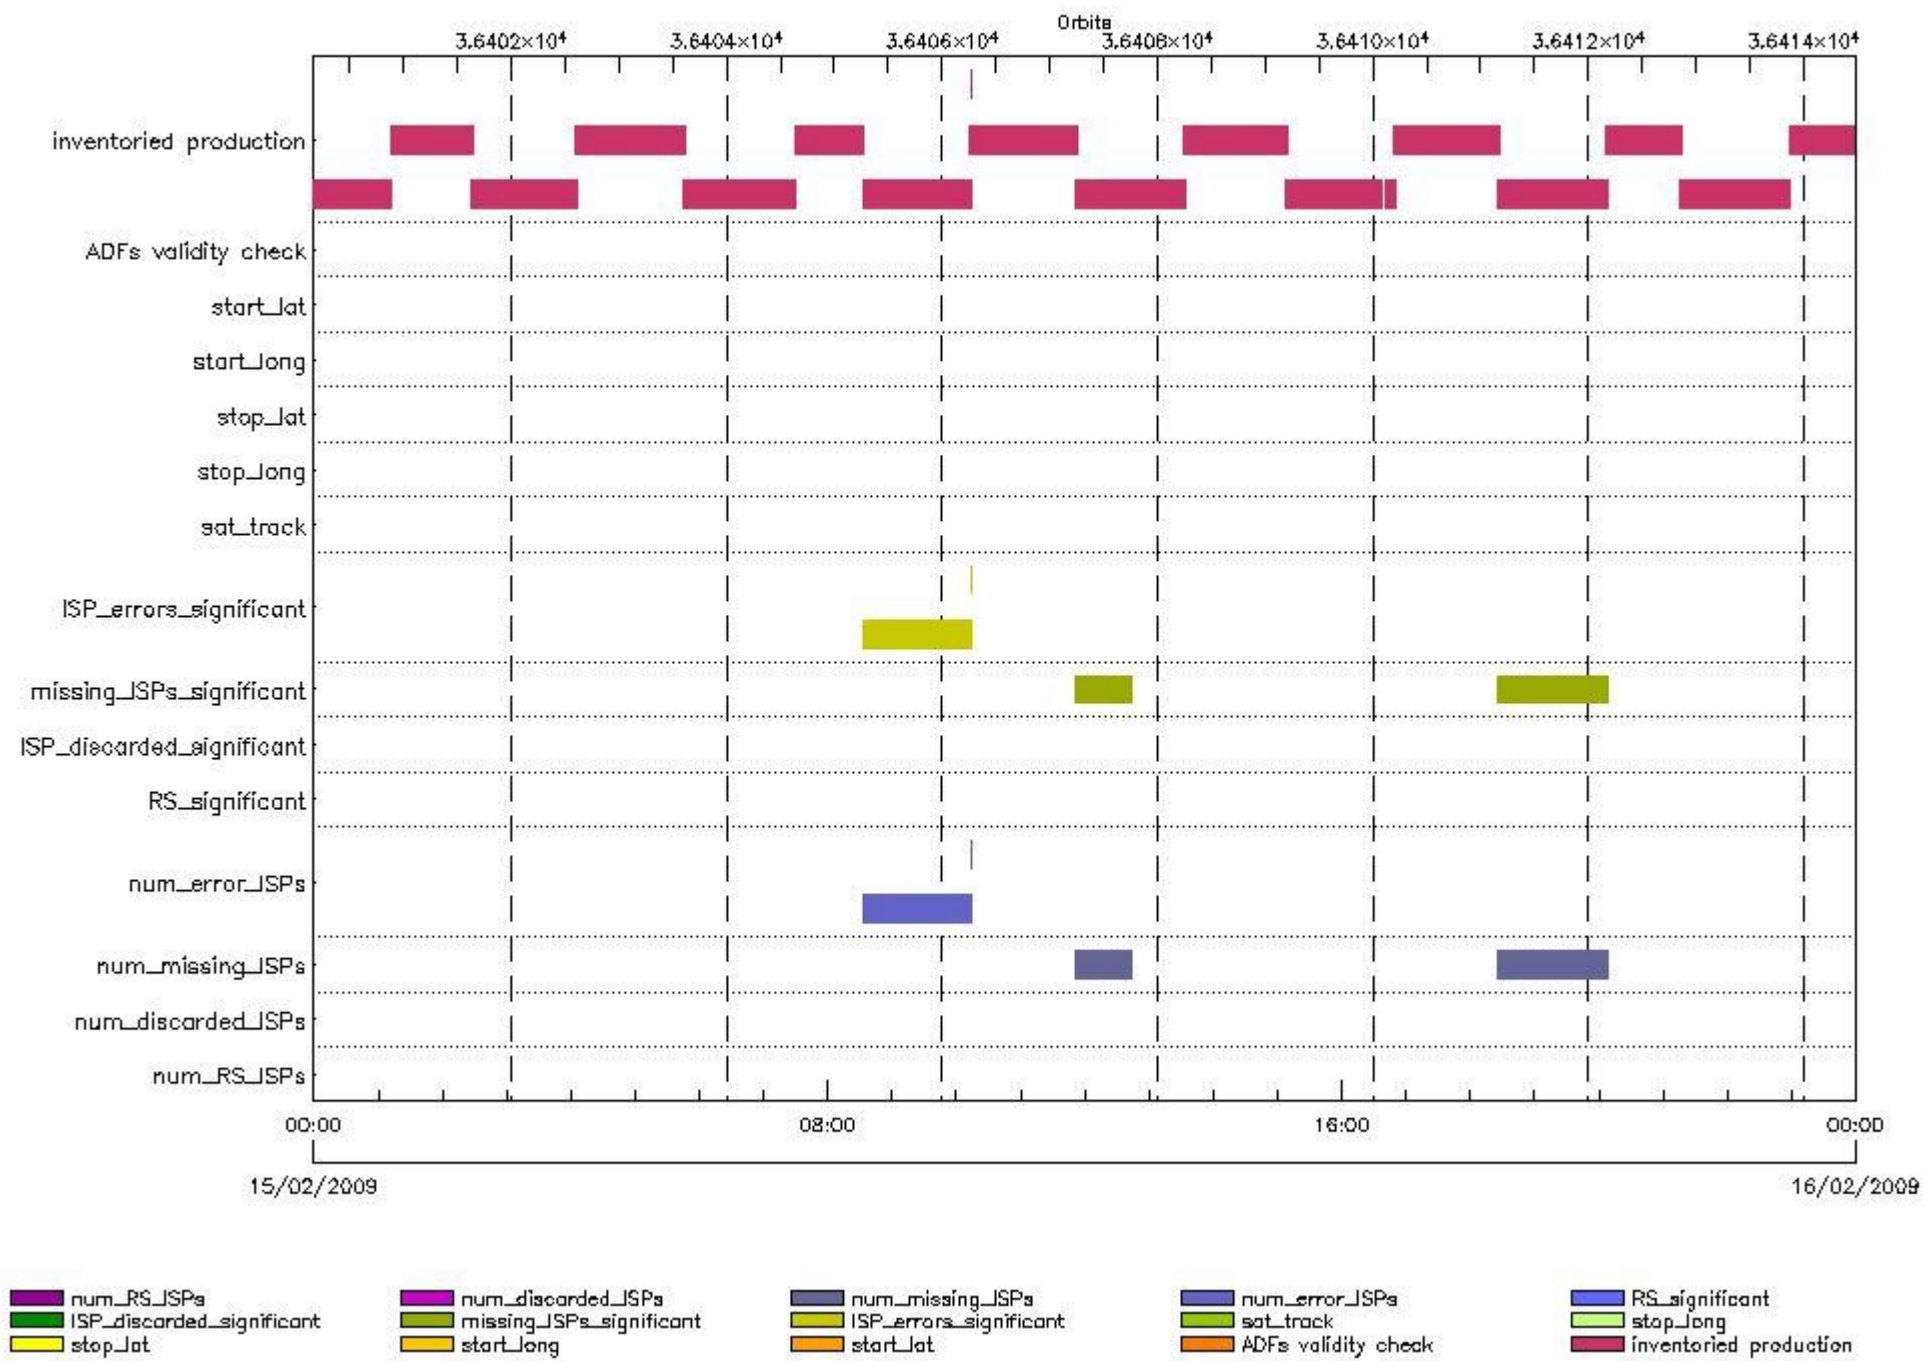 Orbits
3.6402×10⁴ 3.6404×10⁴ 3.6406×10⁴ 3.6408×10⁴ 3.6410×10⁴ 3.6412×10⁴ 3.6414×10⁴
inventoried production
ADFs validity check
start_lat
start_long
stop_lat
stop_long
sat_track
ISP_errors_significant
missing_ISPs_significant
ISP_discarded_significant
RS_significant
num_error_ISPs
num_missing_ISPs
num_discarded_ISPs
num_RS_ISPs
00:00 08:00 16:00 00:00
15/02/2009 16/02/2009
num_RS_ISPs num_discarded_ISPs num_missing_ISPs num_error_ISPs RS_significant
ISP_discarded_significant missing_ISPs_significant ISP_errors_significant sat_track stop_long
stop_lat start_long start_lat ADFs validity check inventoried production